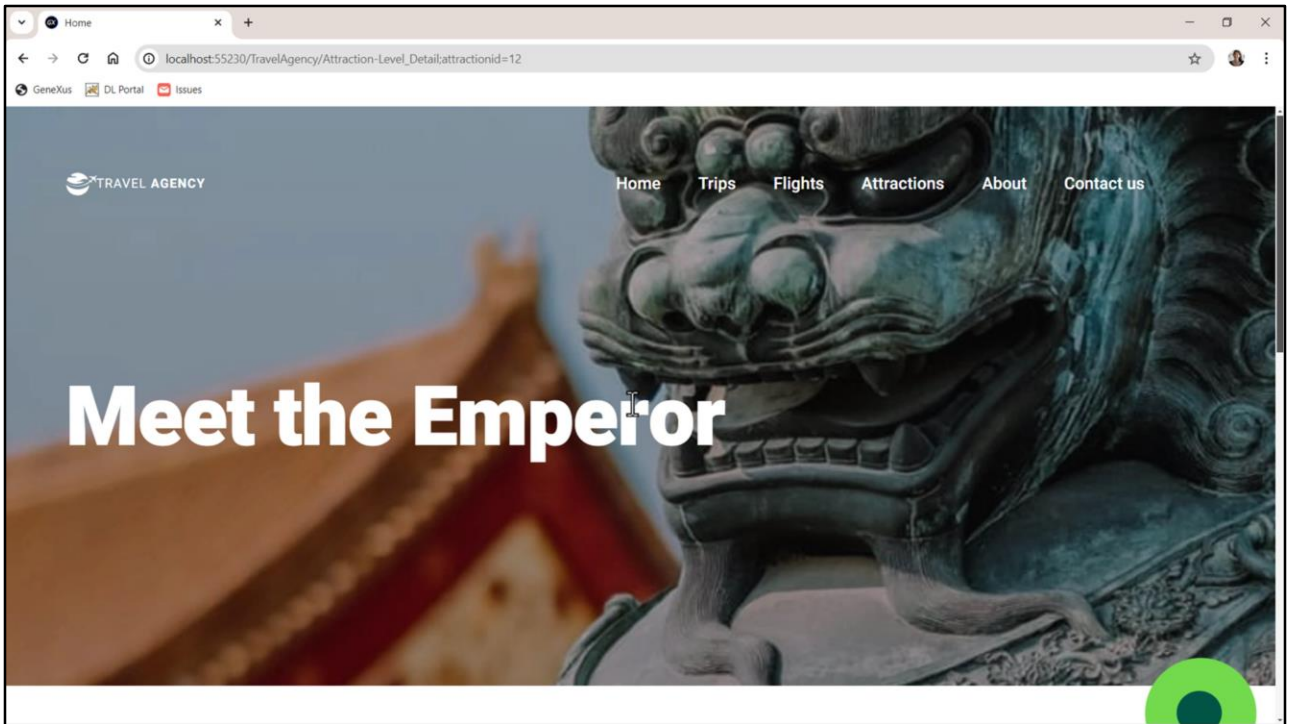 GX Home
localhost:55230/TravelAgency/Attraction-Level_Detail;attractionid=12
GeneXus DL Portal Issues
TRAVEL AGENCY Home Trips Flights Attractions About Contact us
Meet the Emperor